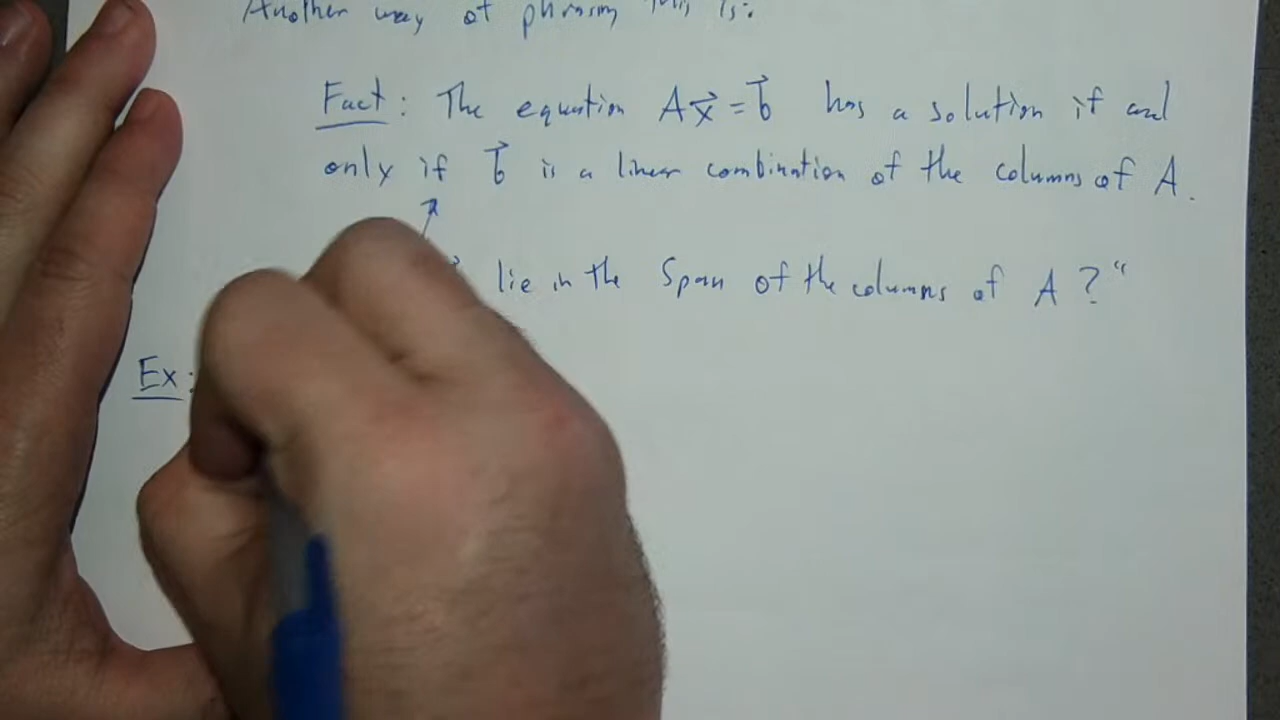 Another way of phrasing this is:
Fact: The equation Ax⃗ = b⃗ has a solution if and
only if b⃗ is a linear combination of the columns of A.
lie in the Span of the columns of A ?"
Ex: